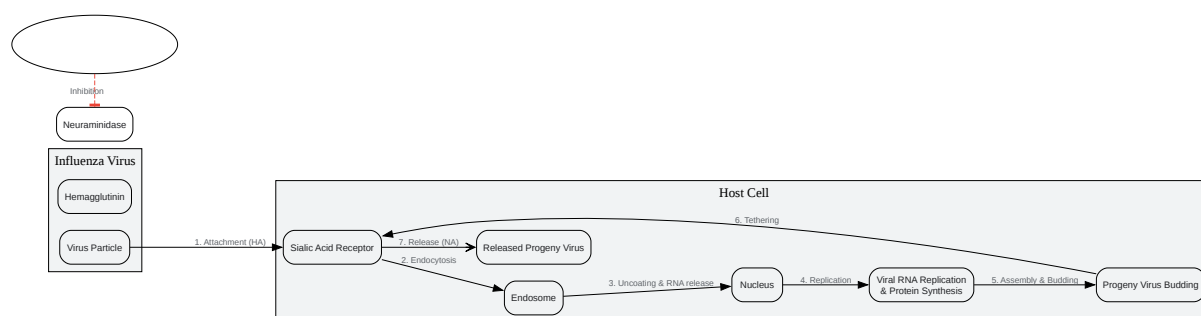 Inhibition
Neuraminidase
Influenza Virus
Hemagglutinin
Virus Particle
1. Attachment (HA)
Host Cell
6. Tethering
Sialic Acid Receptor
7. Release (NA)
Released Progeny Virus
2. Endocytosis
Endosome
3. Uncoating & RNA release
Nucleus
4. Replication
Viral RNA Replication
& Protein Synthesis
5. Assembly & Budding
Progeny Virus Budding